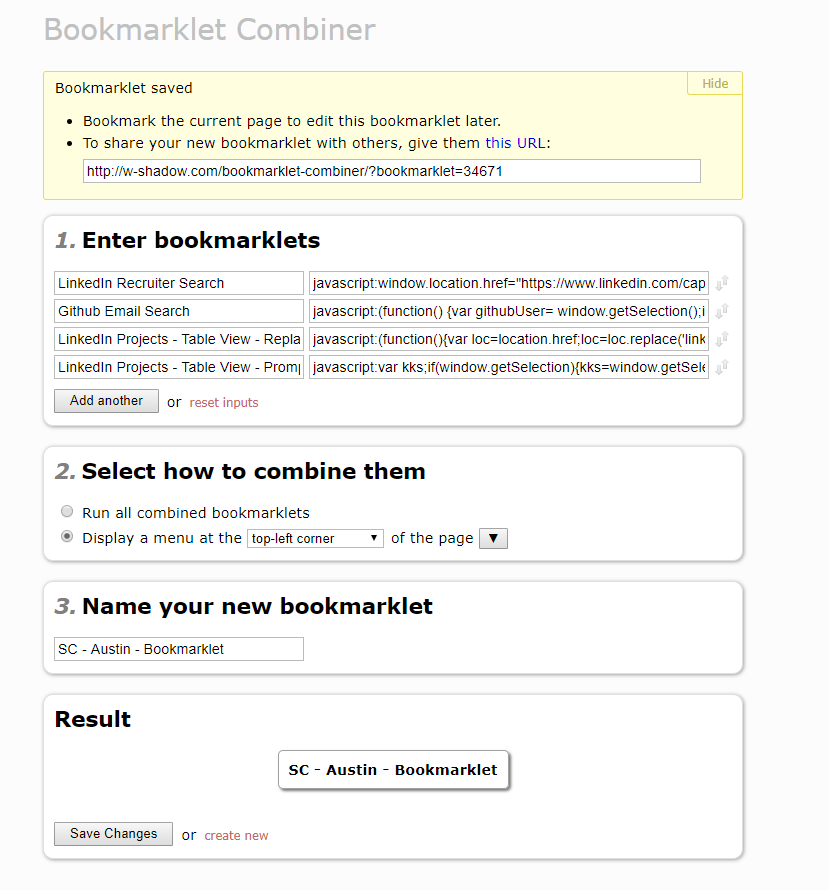 Bookmarklet Combiner
Hide
Bookmarklet saved
Bookmark the current page to edit this bookmarklet later.
To share your new bookmarklet with others, give them this URL:
http://w-shadow.com/bookmarklet-combiner/?bookmarklet=34671
1. Enter bookmarklets
LinkedIn Recruiter Search javascript:window.location.href="https://www.linkedin.com/cap
Github Email Search javascript:(function() {var githubUser= window.getSelection();i
LinkedIn Projects - Table View - Repla javascript:(function(){var loc=location.href;loc=loc.replace('link
LinkedIn Projects - Table View - Promp javascript:var kks;if(window.getSelection){kks=window.getSele
Add another or reset inputs
2. Select how to combine them
Run all combined bookmarklets
Display a menu at the top-left corner of the page
3. Name your new bookmarklet
SC - Austin - Bookmarklet
Result
SC - Austin - Bookmarklet
Save Changes or create new